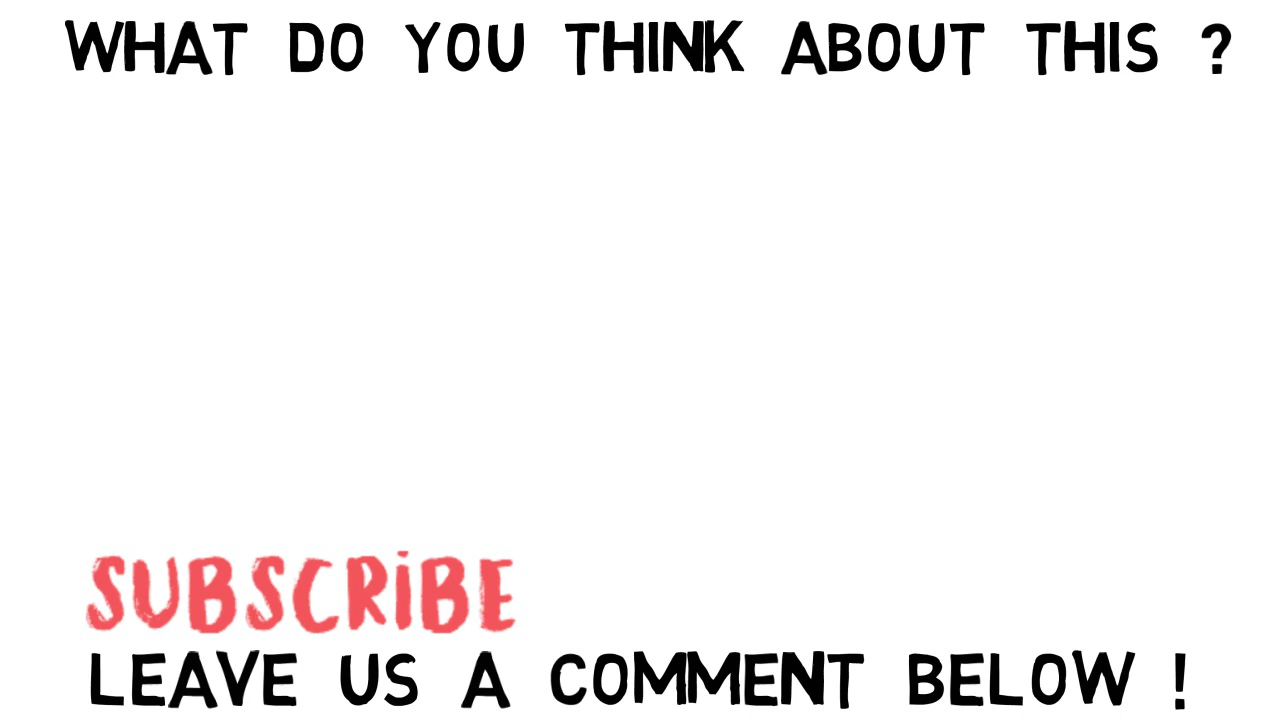 WHAT DO YOU THINK ABOUT THIS ?
SUBSCRIBE
LEAVE US A COMMENT BELOW !